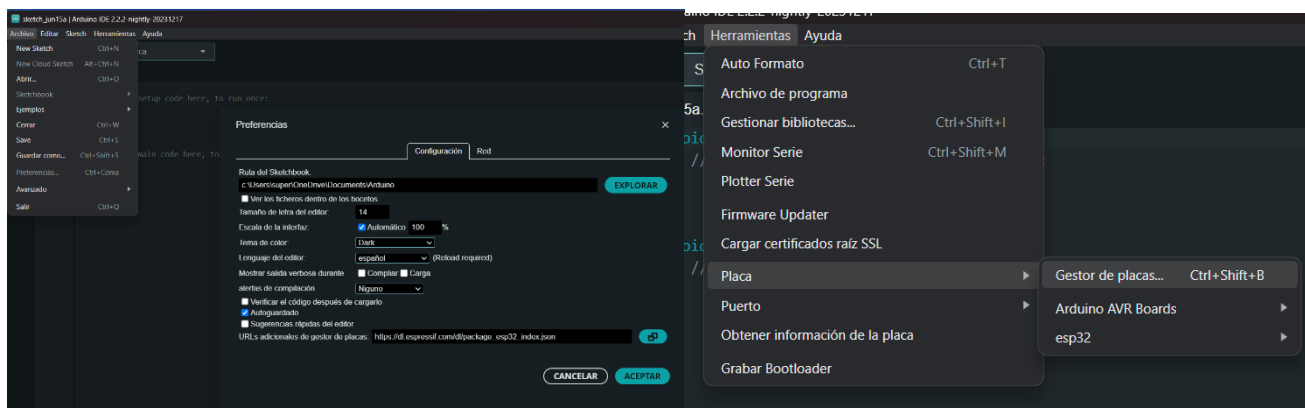 sketch_jun15a | Arduino IDE 2.2.2-nightly-20231217
Archivo Editar Sketch Herramientas Ayuda
New Sketch Ctrl+N
New Cloud Sketch Alt+Ctrl+N
Abrir... Ctrl+O
Sketchbook
Ejemplos
Cerrar Ctrl+W
Save Ctrl+S
Guardar como... Ctrl+Shift+S
Preferencias... Ctrl+Coma
Avanzado
Salir Ctrl+Q
ca
setup code here, to run once:
main code here, to
Preferencias
Configuración Red
Ruta del Sketchbook:
c:\Users\super\OneDrive\Documents\Arduino EXPLORAR
Ver los ficheros dentro de los bocetos
Tamaño de letra del editor: 14
Escala de la interfaz: Automático 100 %
Tema de color: Dark
Lenguaje del editor: español (Reload required)
Mostrar salida verbosa durante Compilar Carga
alertas de compilación Niguno
Verificar el código después de cargarlo
Autoguardado
Sugerencias rápidas del editor
URLs adicionales de gestor de placas: https://dl.espressif.com/dl/package_esp32_index.json
CANCELAR ACEPTAR
uino IDE 2.2.2-nightly-20231217
ch Herramientas Ayuda
S
5a.
oid
//
oid
//
Auto Formato Ctrl+T
Archivo de programa
Gestionar bibliotecas... Ctrl+Shift+I
Monitor Serie Ctrl+Shift+M
Plotter Serie
Firmware Updater
Cargar certificados raíz SSL
Placa
Puerto
Obtener información de la placa
Grabar Bootloader
Gestor de placas... Ctrl+Shift+B
Arduino AVR Boards
esp32